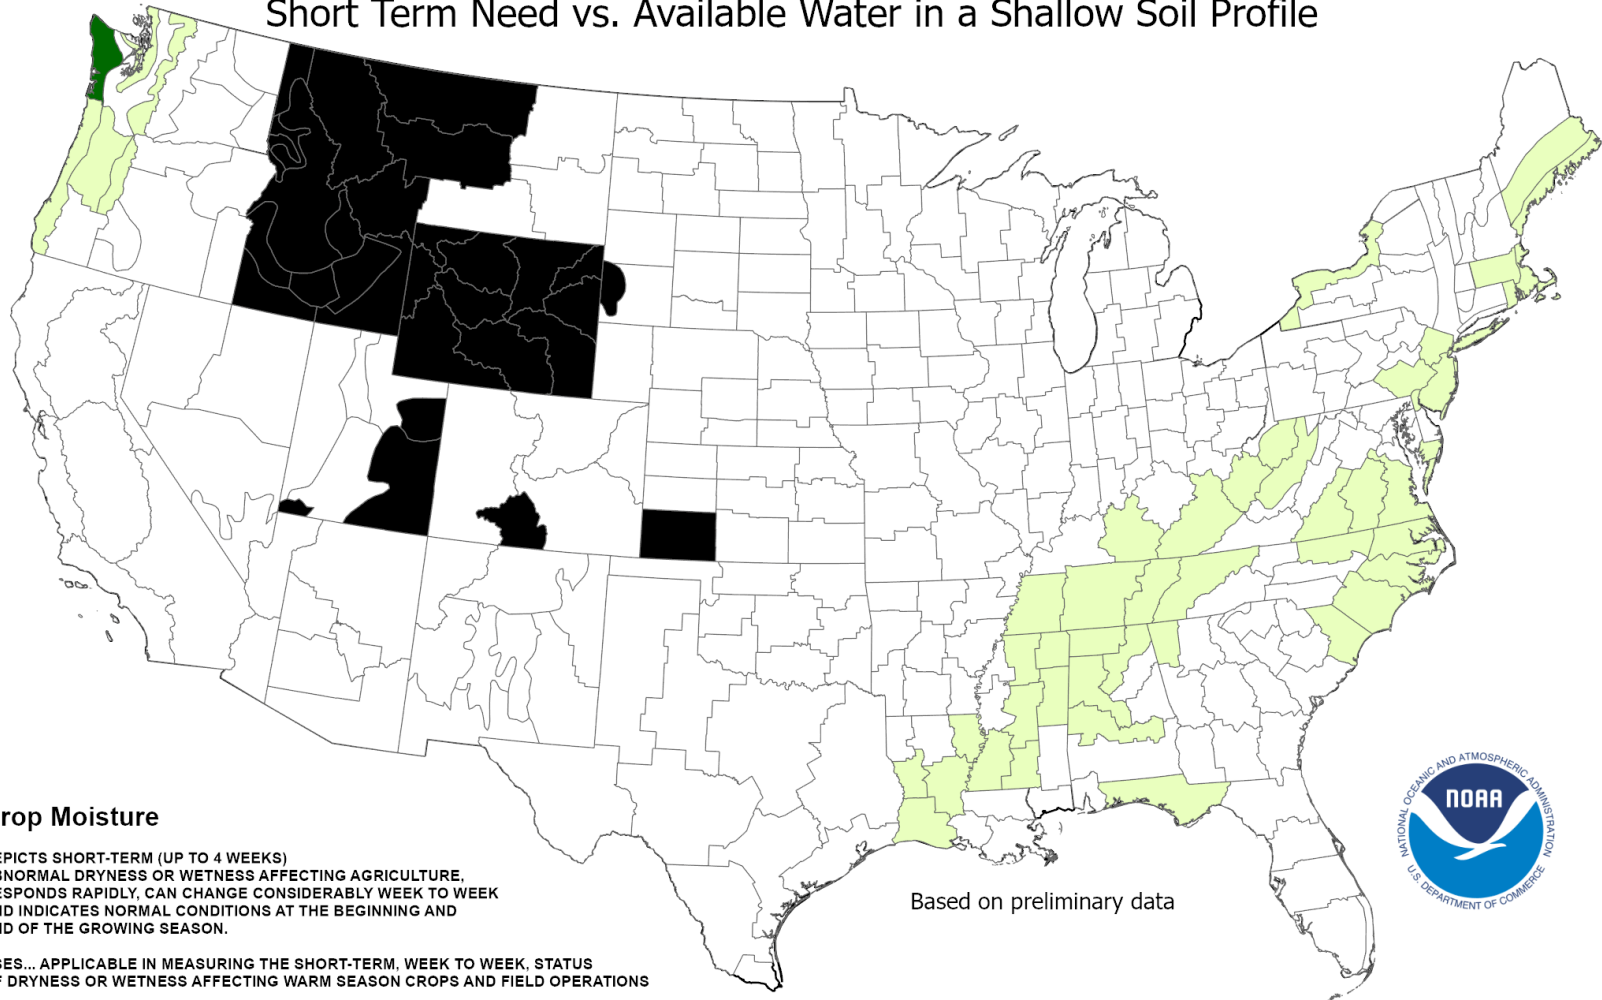 Short Term Need vs. Available Water in a Shallow Soil Profile
rop Moisture
EPICTS SHORT-TERM (UP TO 4 WEEKS)
BNORMAL DRYNESS OR WETNESS AFFECTING AGRICULTURE,
ESPONDS RAPIDLY, CAN CHANGE CONSIDERABLY WEEK TO WEEK
ND INDICATES NORMAL CONDITIONS AT THE BEGINNING AND
ND OF THE GROWING SEASON.
SES... APPLICABLE IN MEASURING THE SHORT-TERM, WEEK TO WEEK, STATUS
F DRYNESS OR WETNESS AFFECTING WARM SEASON CROPS AND FIELD OPERATIONS
Based on preliminary data
NATIONAL OCEANIC AND ATMOSPHERIC ADMINISTRATION
NOAA
U.S. DEPARTMENT OF COMMERCE